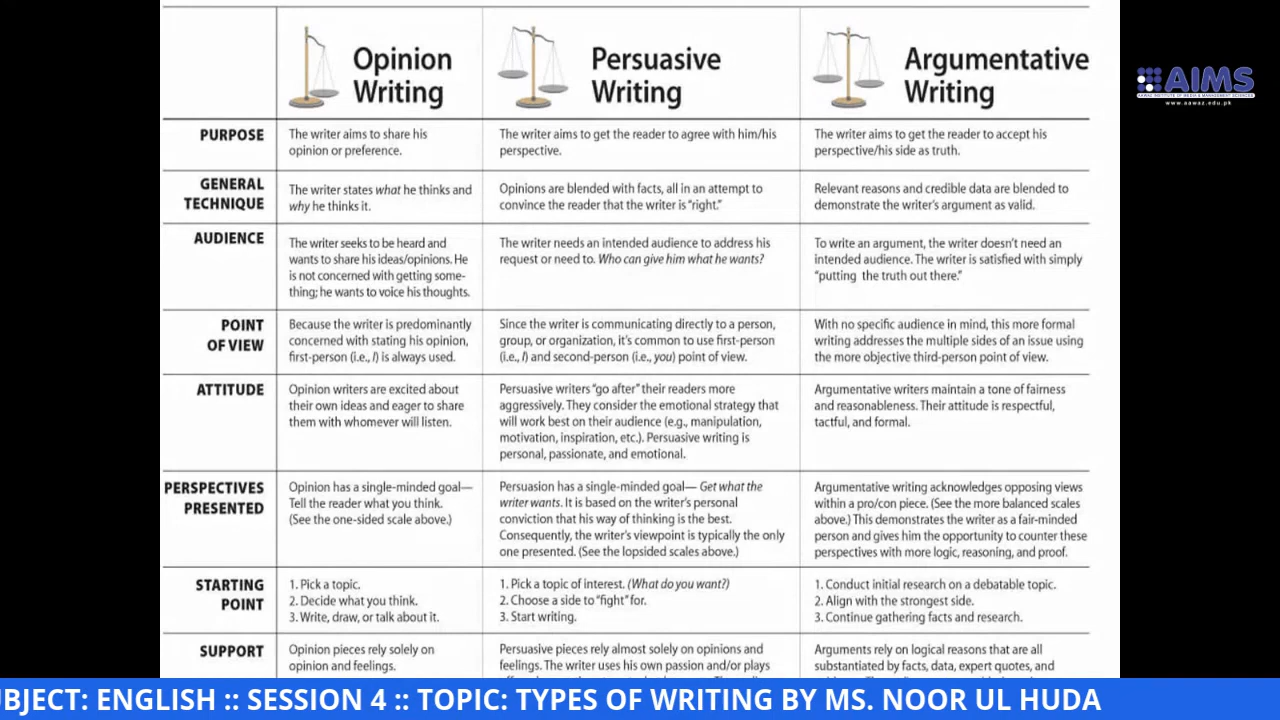 Opinion
Writing
Persuasive
Writing
Argumentative
Writing
AIMS
AAWAZ INSTITUTE OF MEDIA & MANAGEMENT SCIENCES
www.aawaz.edu.pk
PURPOSE
The writer aims to share his
opinion or preference.
The writer aims to get the reader to agree with him/his
perspective.
The writer aims to get the reader to accept his
perspective/his side as truth.
GENERAL
TECHNIQUE
The writer states what he thinks and
why he thinks it.
Opinions are blended with facts, all in an attempt to
convince the reader that the writer is "right."
Relevant reasons and credible data are blended to
demonstrate the writer's argument as valid.
AUDIENCE
The writer seeks to be heard and
wants to share his ideas/opinions. He
is not concerned with getting some-
thing; he wants to voice his thoughts.
The writer needs an intended audience to address his
request or need to. Who can give him what he wants?
To write an argument, the writer doesn't need an
intended audience. The writer is satisfied with simply
"putting the truth out there."
POINT
OF VIEW
Because the writer is predominantly
concerned with stating his opinion,
first-person (i.e., I) is always used.
Since the writer is communicating directly to a person,
group, or organization, it's common to use first-person
(i.e., I) and second-person (i.e., you) point of view.
With no specific audience in mind, this more formal
writing addresses the multiple sides of an issue using
the more objective third-person point of view.
ATTITUDE
Opinion writers are excited about
their own ideas and eager to share
them with whomever will listen.
Persuasive writers "go after" their readers more
aggressively. They consider the emotional strategy that
will work best on their audience (e.g., manipulation,
motivation, inspiration, etc.). Persuasive writing is
personal, passionate, and emotional.
Argumentative writers maintain a tone of fairness
and reasonableness. Their attitude is respectful,
tactful, and formal.
PERSPECTIVES
PRESENTED
Opinion has a single-minded goal—
Tell the reader what you think.
(See the one-sided scale above.)
Persuasion has a single-minded goal— Get what the
writer wants. It is based on the writer's personal
conviction that his way of thinking is the best.
Consequently, the writer's viewpoint is typically the only
one presented. (See the lopsided scales above.)
Argumentative writing acknowledges opposing views
within a pro/con piece. (See the more balanced scales
above.) This demonstrates the writer as a fair-minded
person and gives him the opportunity to counter these
perspectives with more logic, reasoning, and proof.
STARTING
POINT
1. Pick a topic.
2. Decide what you think.
3. Write, draw, or talk about it.
1. Pick a topic of interest. (What do you want?)
2. Choose a side to "fight" for.
3. Start writing.
1. Conduct initial research on a debatable topic.
2. Align with the strongest side.
3. Continue gathering facts and research.
SUPPORT
Opinion pieces rely solely on
opinion and feelings.
Persuasive pieces rely almost solely on opinions and
feelings. The writer uses his own passion and/or plays
Arguments rely on logical reasons that are all
substantiated by facts, data, expert quotes, and
UBJECT: ENGLISH :: SESSION 4 :: TOPIC: TYPES OF WRITING BY MS. NOOR UL HUDA